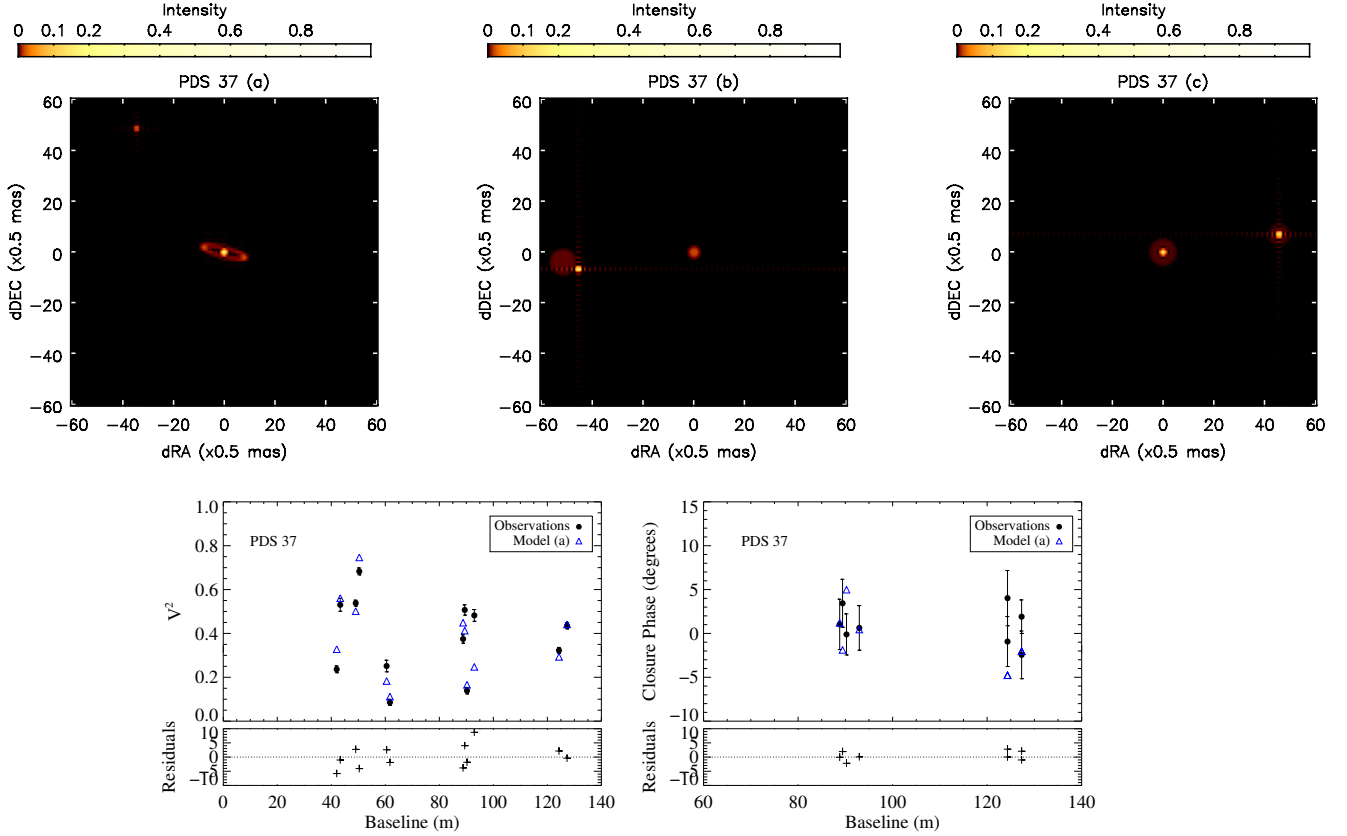 Intensity Intensity Intensity
0 0.1 0.2 0.4 0.6 0.8 0 0.1 0.2 0.4 0.6 0.8 0 0.1 0.2 0.4 0.6 0.8
PDS 37 (a) PDS 37 (b) PDS 37 (c)
60 60 60
40 40 40
20 20 20
0 0 0
−20 −20 −20
−40 −40 −40
−60 −60 −60
dDEC (x0.5 mas) dDEC (x0.5 mas) dDEC (x0.5 mas)
−60 −40 −20 0 20 40 60 −60 −40 −20 0 20 40 60 −60 −40 −20 0 20 40 60
dRA (x0.5 mas) dRA (x0.5 mas) dRA (x0.5 mas)
1.0
0.8
0.6
0.4
0.2
0.0
V²
PDS 37
Observations
Model (a)
10
5
0
−5
−10
Residuals
0 20 40 60 80 100 120 140
Baseline (m)
15
10
5
0
−5
−10
Closure Phase (degrees)
PDS 37
Observations
Model (a)
10
5
0
−5
−10
Residuals
60 80 100 120 140
Baseline (m)